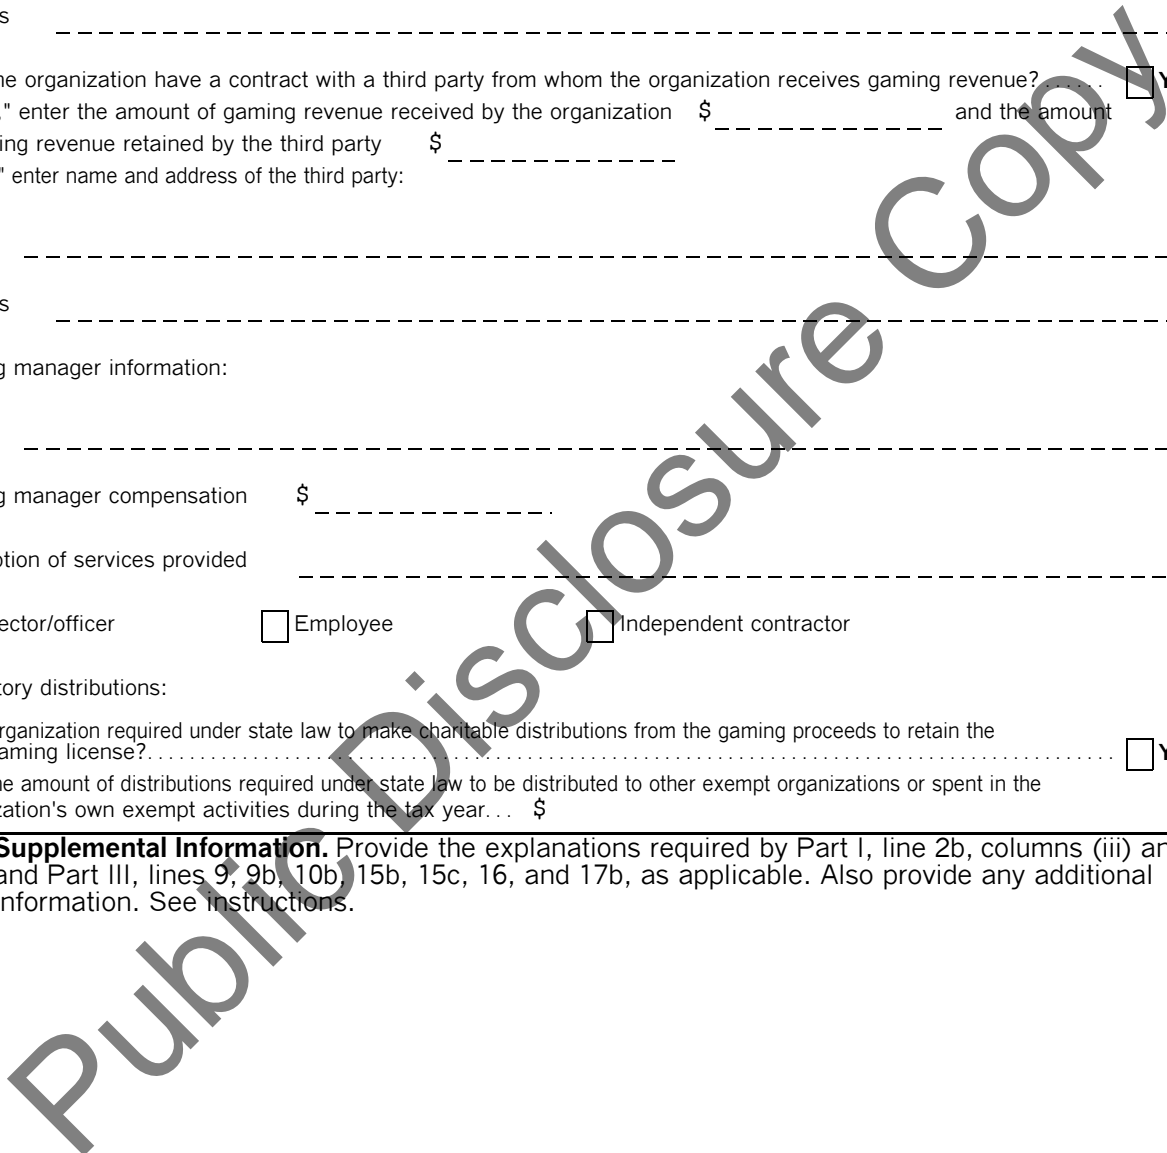 s
ne organization have a contract with a third party from whom the organization receives gaming revenue? ......
," enter the amount of gaming revenue received by the organization $ and the amount
ing revenue retained by the third party $
" enter name and address of the third party:
s
g manager information:
g manager compensation $
otion of services provided
ector/officer Employee Independent contractor
tory distributions:
rganization required under state law to make charitable distributions from the gaming proceeds to retain the
aming license? Y
ne amount of distributions required under state law to be distributed to other exempt organizations or spent in the
zation's own exempt activities during the tax year... $
Supplemental Information. Provide the explanations required by Part I, line 2b, columns (iii) an
and Part III, lines 9, 9b, 10b, 15b, 15c, 16, and 17b, as applicable. Also provide any additional
nformation. See instructions.
Public Disclosure Copy